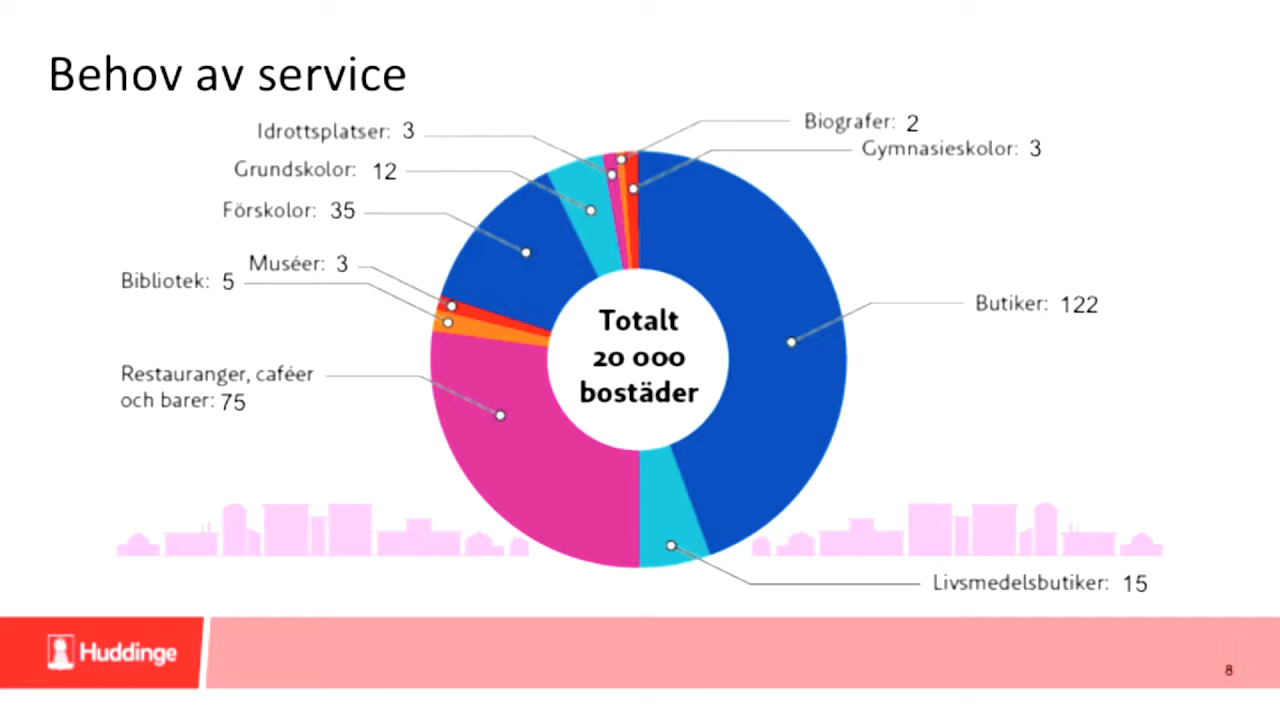 Behov av service
Idrottsplatser: 3
Grundskolor: 12
Förskolor: 35
Muséer: 3
Bibliotek: 5
Restauranger, caféer
och barer: 75
Biografer: 2
Gymnasieskolor: 3
Butiker: 122
Livsmedelsbutiker: 15
Totalt
20 000
bostäder
Huddinge
8